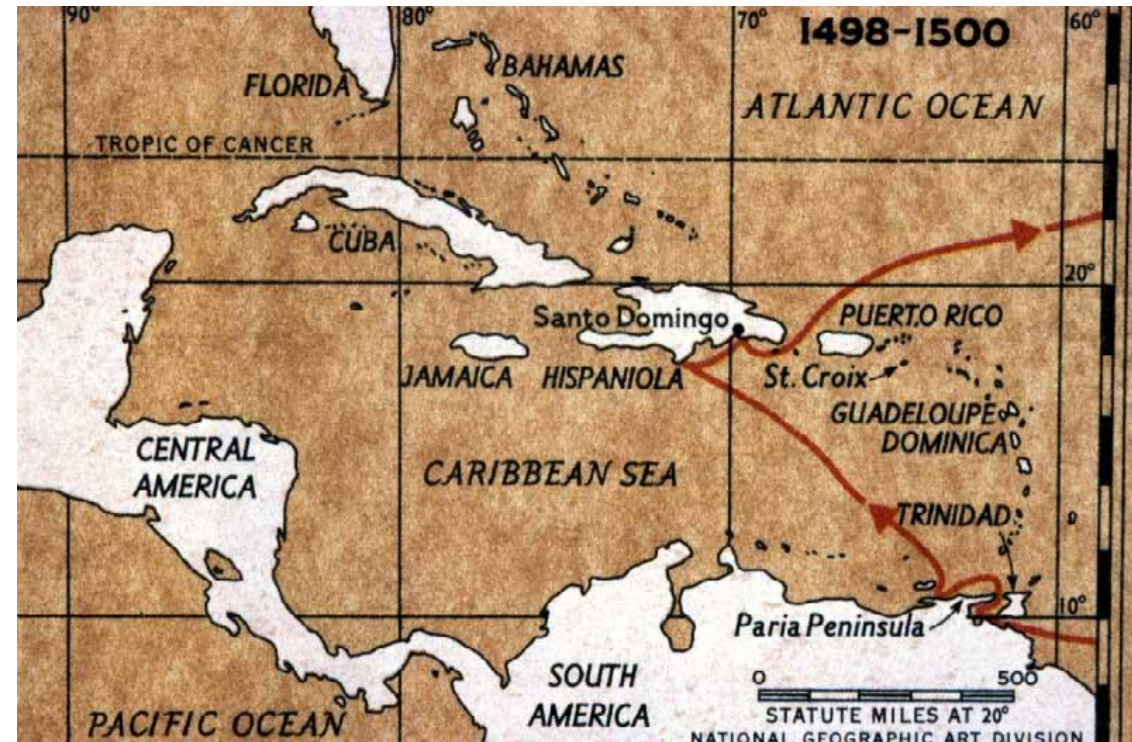 90°
80°
70°
60°
1498-1500
BAHAMAS
FLORIDA
ATLANTIC OCEAN
TROPIC OF CANCER
CUBA
20°
Santo Domingo
PUERTO RICO
JAMAICA
HISPANIOLA
St. Croix
GUADELOUPE
DOMINICA
CENTRAL
AMERICA
CARIBBEAN SEA
TRINIDAD
10°
Paria Peninsula
SOUTH
AMERICA
0
500
STATUTE MILES AT 20°
PACIFIC OCEAN
NATIONAL GEOGRAPHIC ART DIVISION